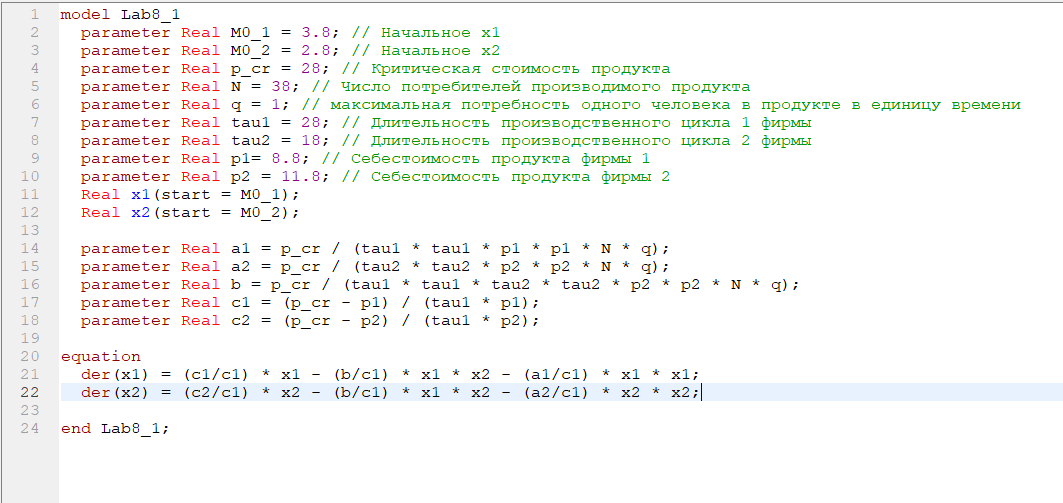 1 model Lab8_1
2 parameter Real M0_1 = 3.8; // Начальное x1
3 parameter Real M0_2 = 2.8; // Начальное x2
4 parameter Real p_cr = 28; // Критическая стоимость продукта
5 parameter Real N = 38; // Число потребителей производимого продукта
6 parameter Real q = 1; // максимальная потребность одного человека в продукте в единицу времени
7 parameter Real tau1 = 28; // Длительность производственного цикла 1 фирмы
8 parameter Real tau2 = 18; // Длительность производственного цикла 2 фирмы
9 parameter Real p1= 8.8; // Себестоимость продукта фирмы 1
10 parameter Real p2 = 11.8; // Себестоимость продукта фирмы 2
11 Real x1(start = M0_1);
12 Real x2(start = M0_2);
13
14 parameter Real a1 = p_cr / (tau1 * tau1 * p1 * p1 * N * q);
15 parameter Real a2 = p_cr / (tau2 * tau2 * p2 * p2 * N * q);
16 parameter Real b = p_cr / (tau1 * tau1 * tau2 * tau2 * p2 * p2 * N * q);
17 parameter Real c1 = (p_cr - p1) / (tau1 * p1);
18 parameter Real c2 = (p_cr - p2) / (tau1 * p2);
19
20 equation
21 der(x1) = (c1/c1) * x1 - (b/c1) * x1 * x2 - (a1/c1) * x1 * x1;
22 der(x2) = (c2/c1) * x2 - (b/c1) * x1 * x2 - (a2/c1) * x2 * x2;
23
24 end Lab8_1;